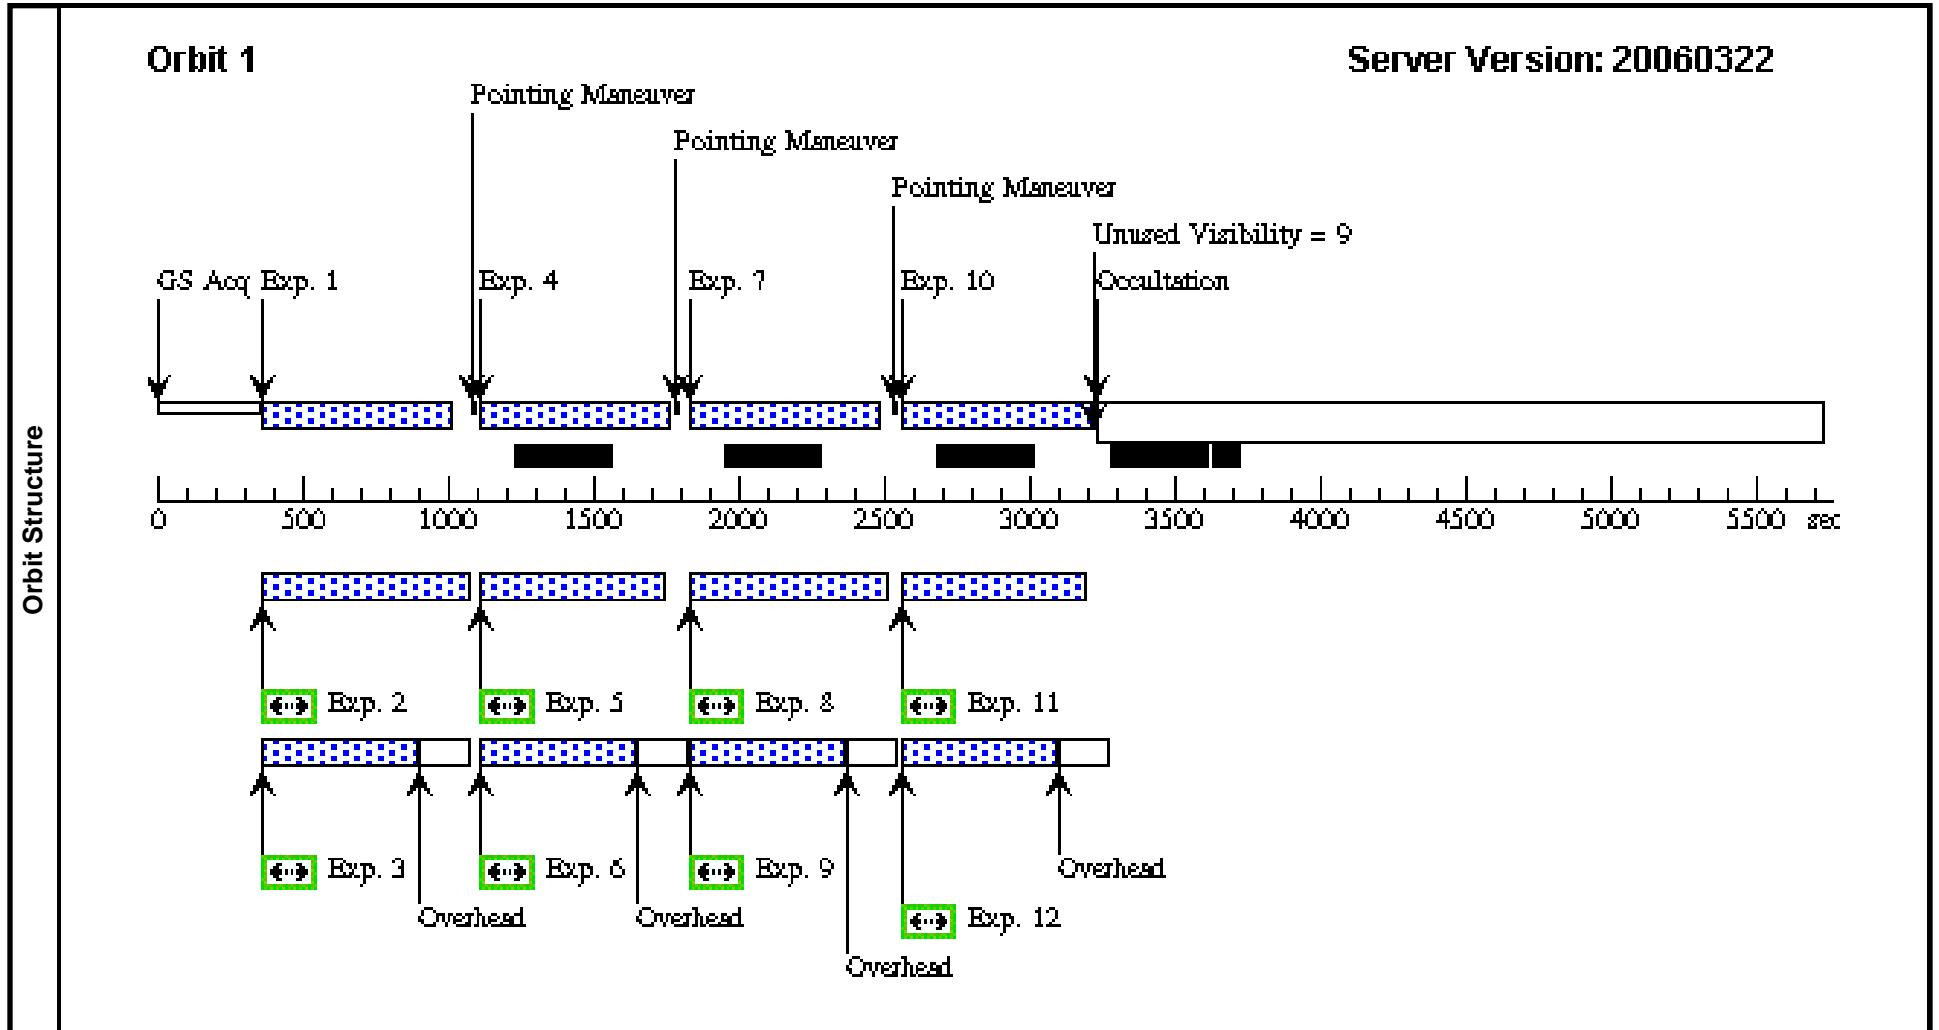 Orbit 1
Server Version: 20060322
Pointing Maneuver
Pointing Maneuver
Pointing Maneuver
Unused Visibility = 9
GS Acq Exp. 1 Exp. 4 Exp. 7 Exp. 10 Occultation
0 500 1000 1500 2000 2500 3000 3500 4000 4500 5000 5500 sec
Orbit Structure
Exp. 2 Exp. 5 Exp. 8 Exp. 11
Exp. 3 Exp. 6 Exp. 9 Overhead
Overhead Overhead Exp. 12
Overhead